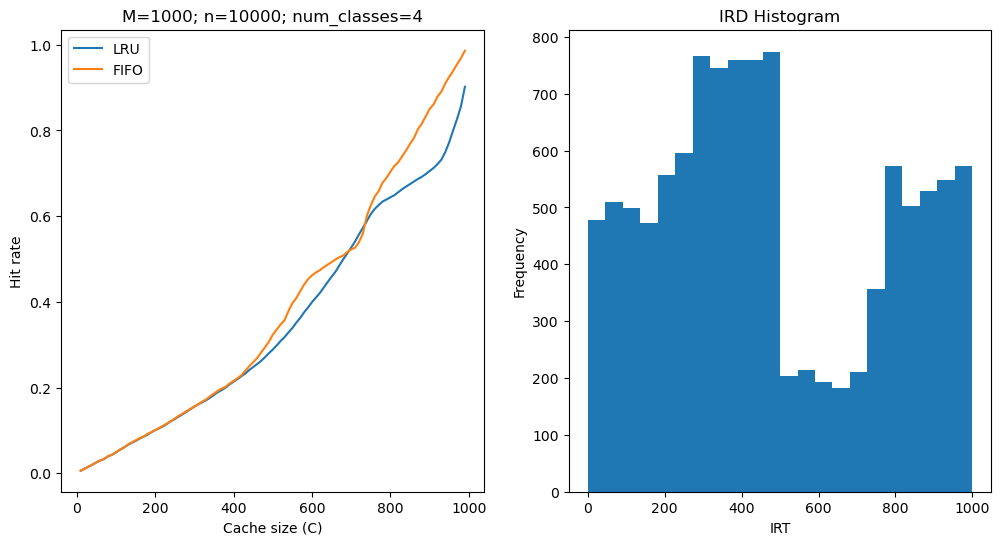 M=1000; n=10000; num_classes=4
LRU
FIFO
1.0
0.8
0.6
0.4
0.2
0.0
Hit rate
0 200 400 600 800 1000
Cache size (C)
IRD Histogram
800
700
600
500
400
300
200
100
0
Frequency
0 200 400 600 800 1000
IRT